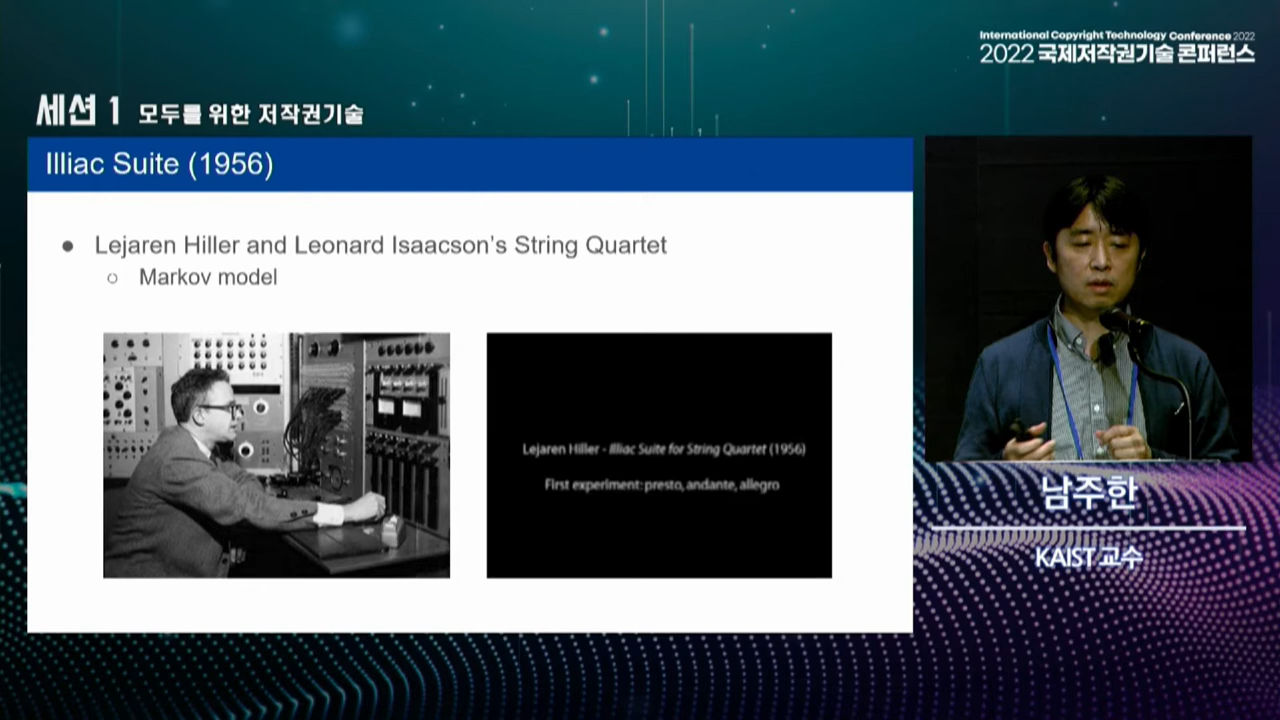 International Copyright Technology Conference 2022
2022 국제저작권기술 콘퍼런스
세션 1 모두를 위한 저작권기술
Illiac Suite (1956)
● Lejaren Hiller and Leonard Isaacson's String Quartet
○ Markov model
Lejaren Hiller - Illiac Suite for String Quartet (1956)
First experiment: presto, andante, allegro
남주한
KAIST 교수